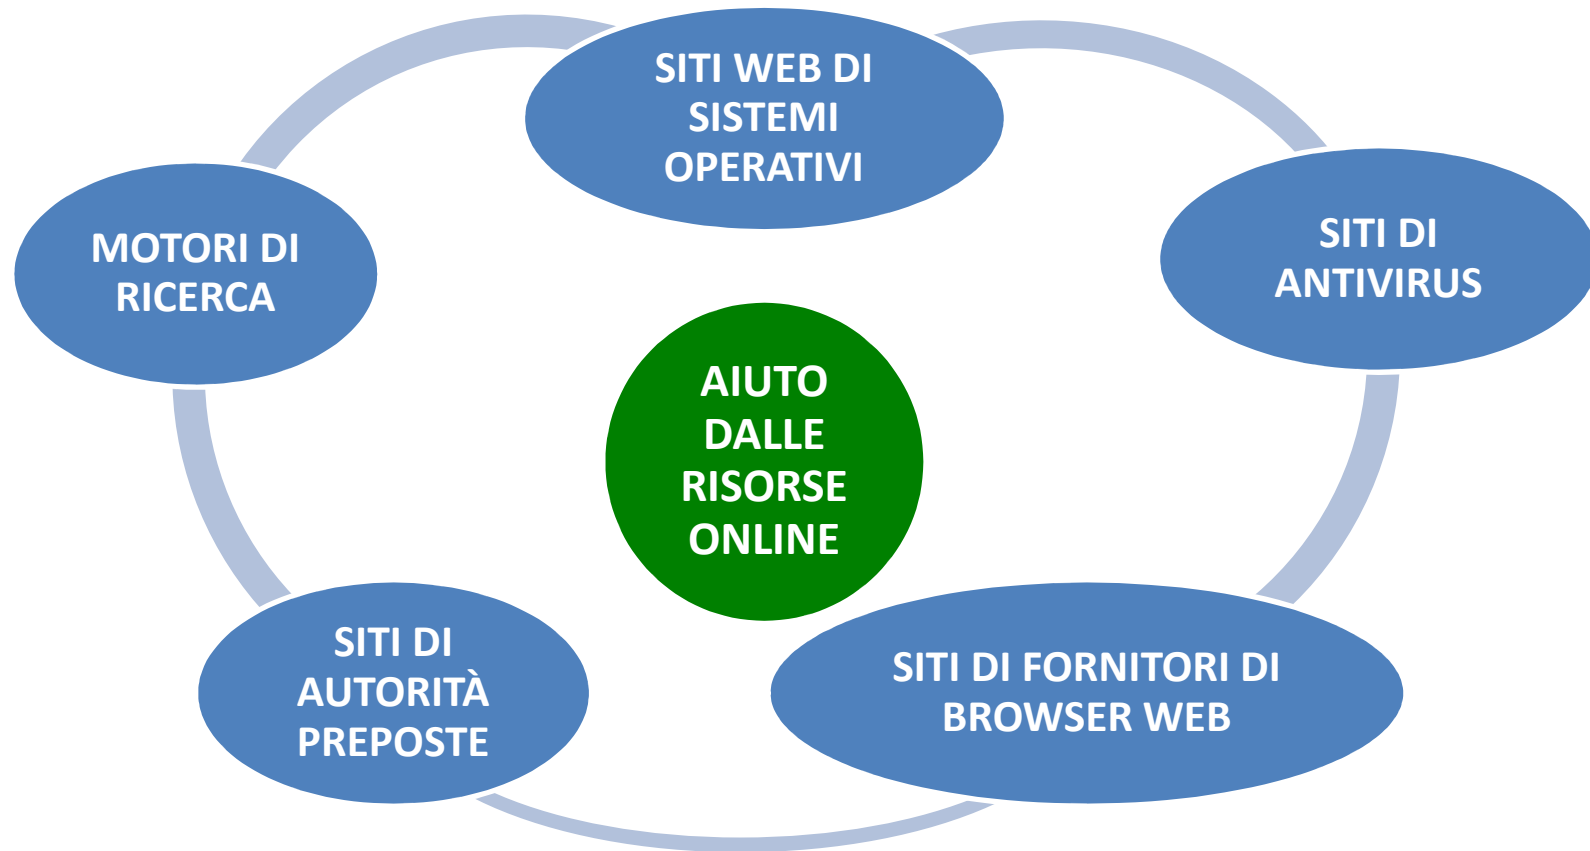 SITI WEB DI
SISTEMI
OPERATIVI
MOTORI DI
RICERCA
SITI DI
ANTIVIRUS
AIUTO
DALLE
RISORSE
ONLINE
SITI DI
AUTORITÀ
PREPOSTE
SITI DI FORNITORI DI
BROWSER WEB